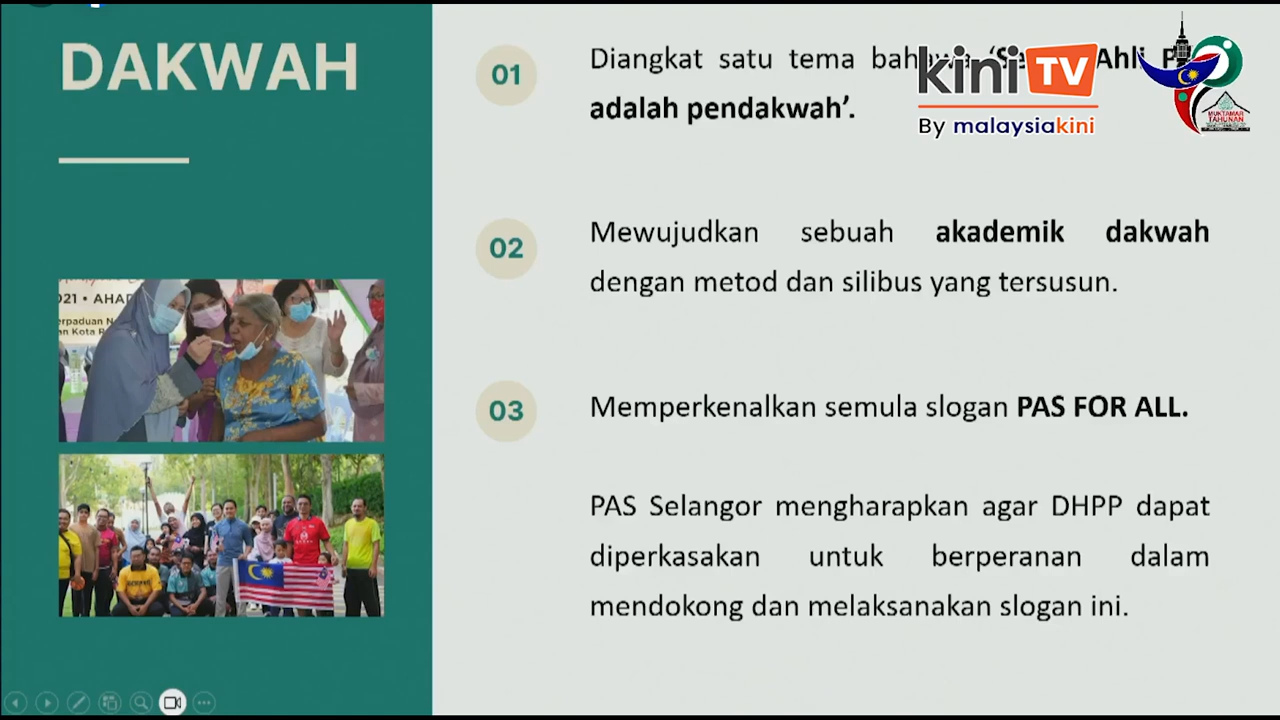 DAKWAH
01
Diangkat satu tema
adalah pendakwah’.
kini TV
By malaysiakini
MUKTAMAR
TAHUNAN
02
Mewujudkan sebuah akademik dakwah
dengan metod dan silibus yang tersusun.
03
Memperkenalkan semula slogan PAS FOR ALL.
PAS Selangor mengharapkan agar DHPP dapat
diperkasakan untuk berperanan dalam
mendokong dan melaksanakan slogan ini.